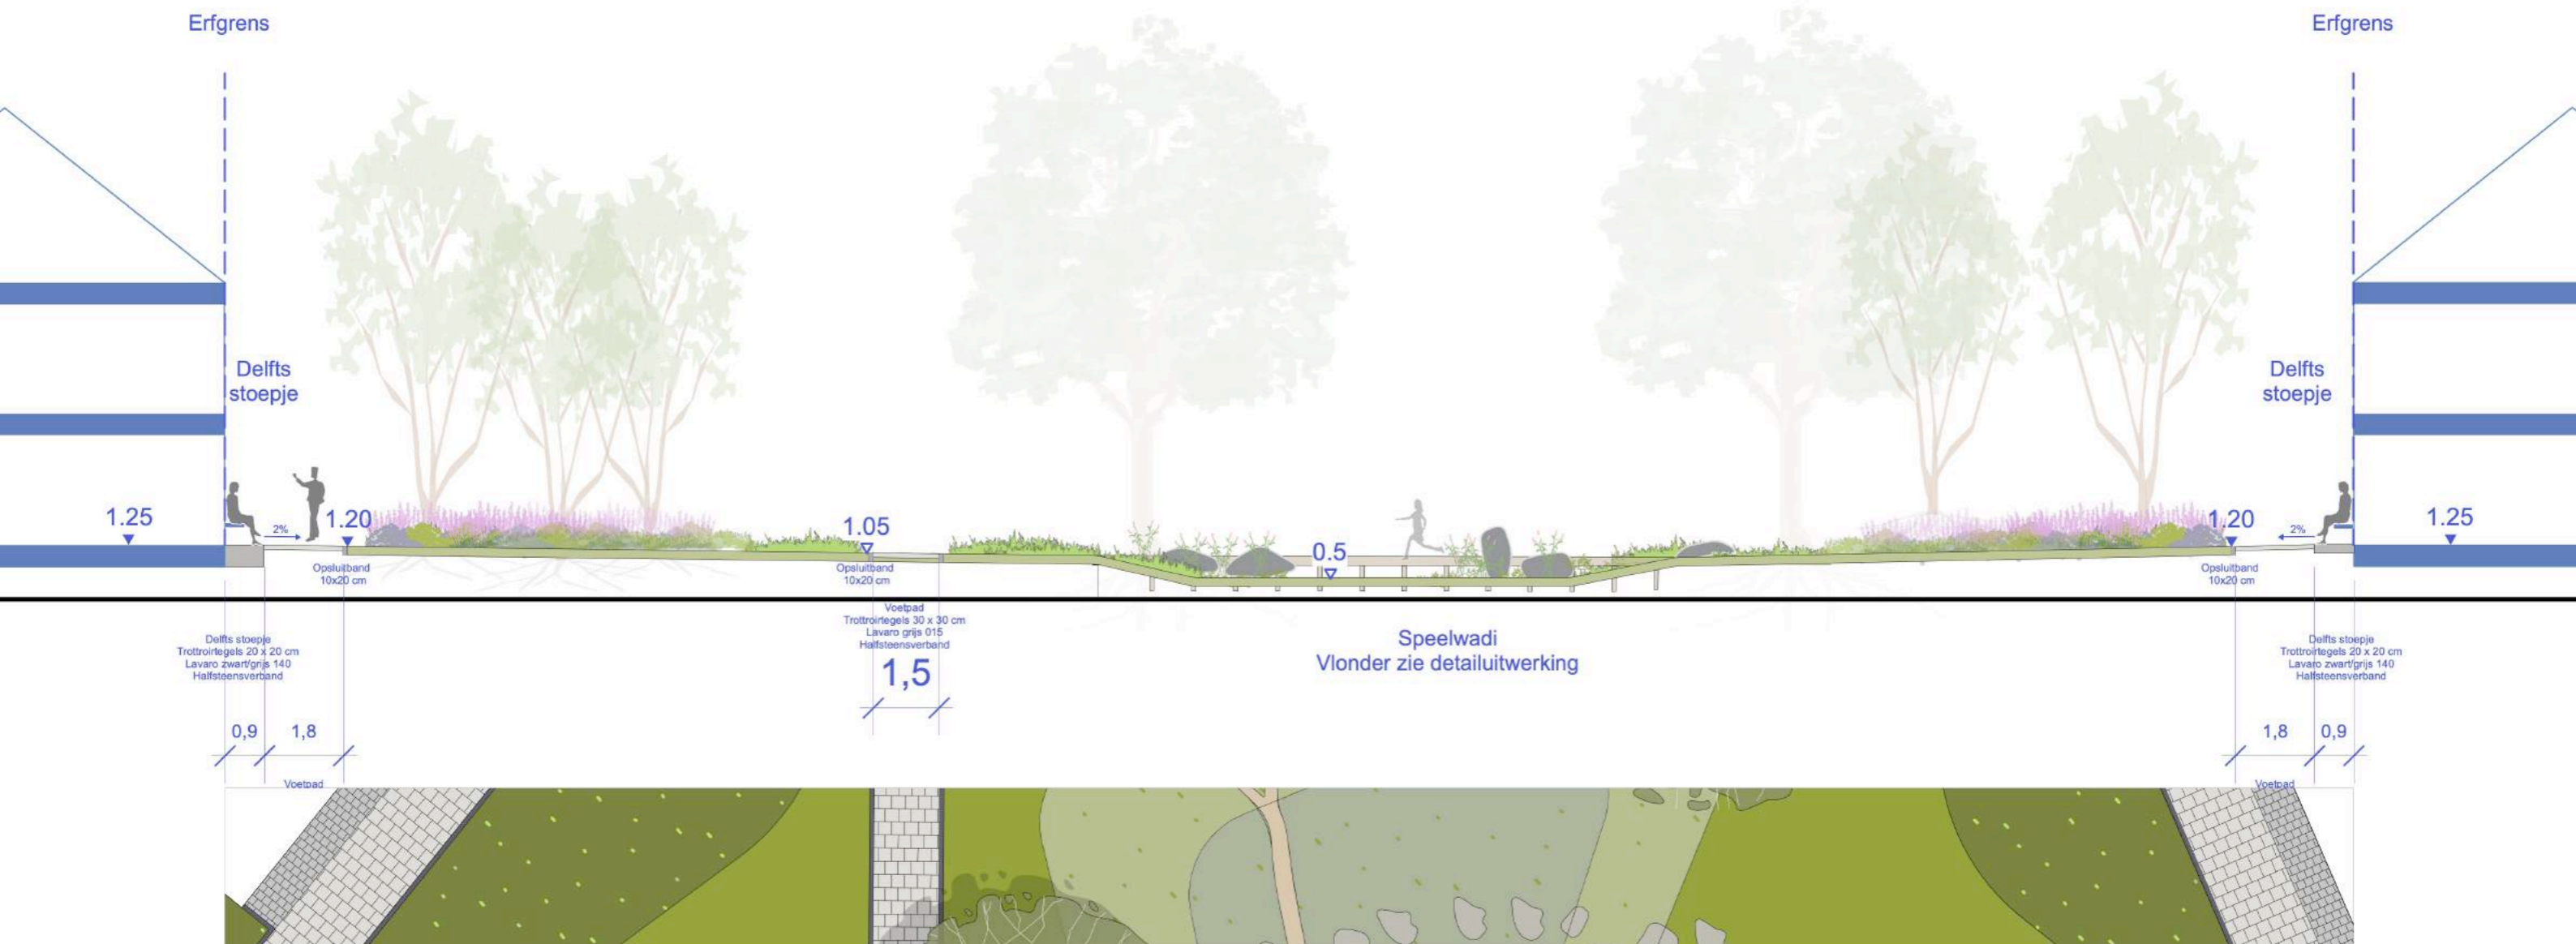 Erfgrens
Erfgrens
Delfts
stoepje
Delfts
stoepje
1.25
2%
1.20
1.05
0.5
1.20
2%
1.25
Opsluitband
10x20 cm
Opsluitband
10x20 cm
Opsluitband
10x20 cm
Voetpad
Trottroirtegels 30 x 30 cm
Lavaro grijs 015
Halfsteensverband
1,5
Delfts stoepje
Trottroirtegels 20 x 20 cm
Lavaro zwart/grijs 140
Halfsteensverband
Speelwadi
Vlonder zie detailuitwerking
Delfts stoepje
Trottroirtegels 20 x 20 cm
Lavaro zwart/grijs 140
Halfsteensverband
0,9
1,8
1,8
0,9
Voetpad
Voetpad